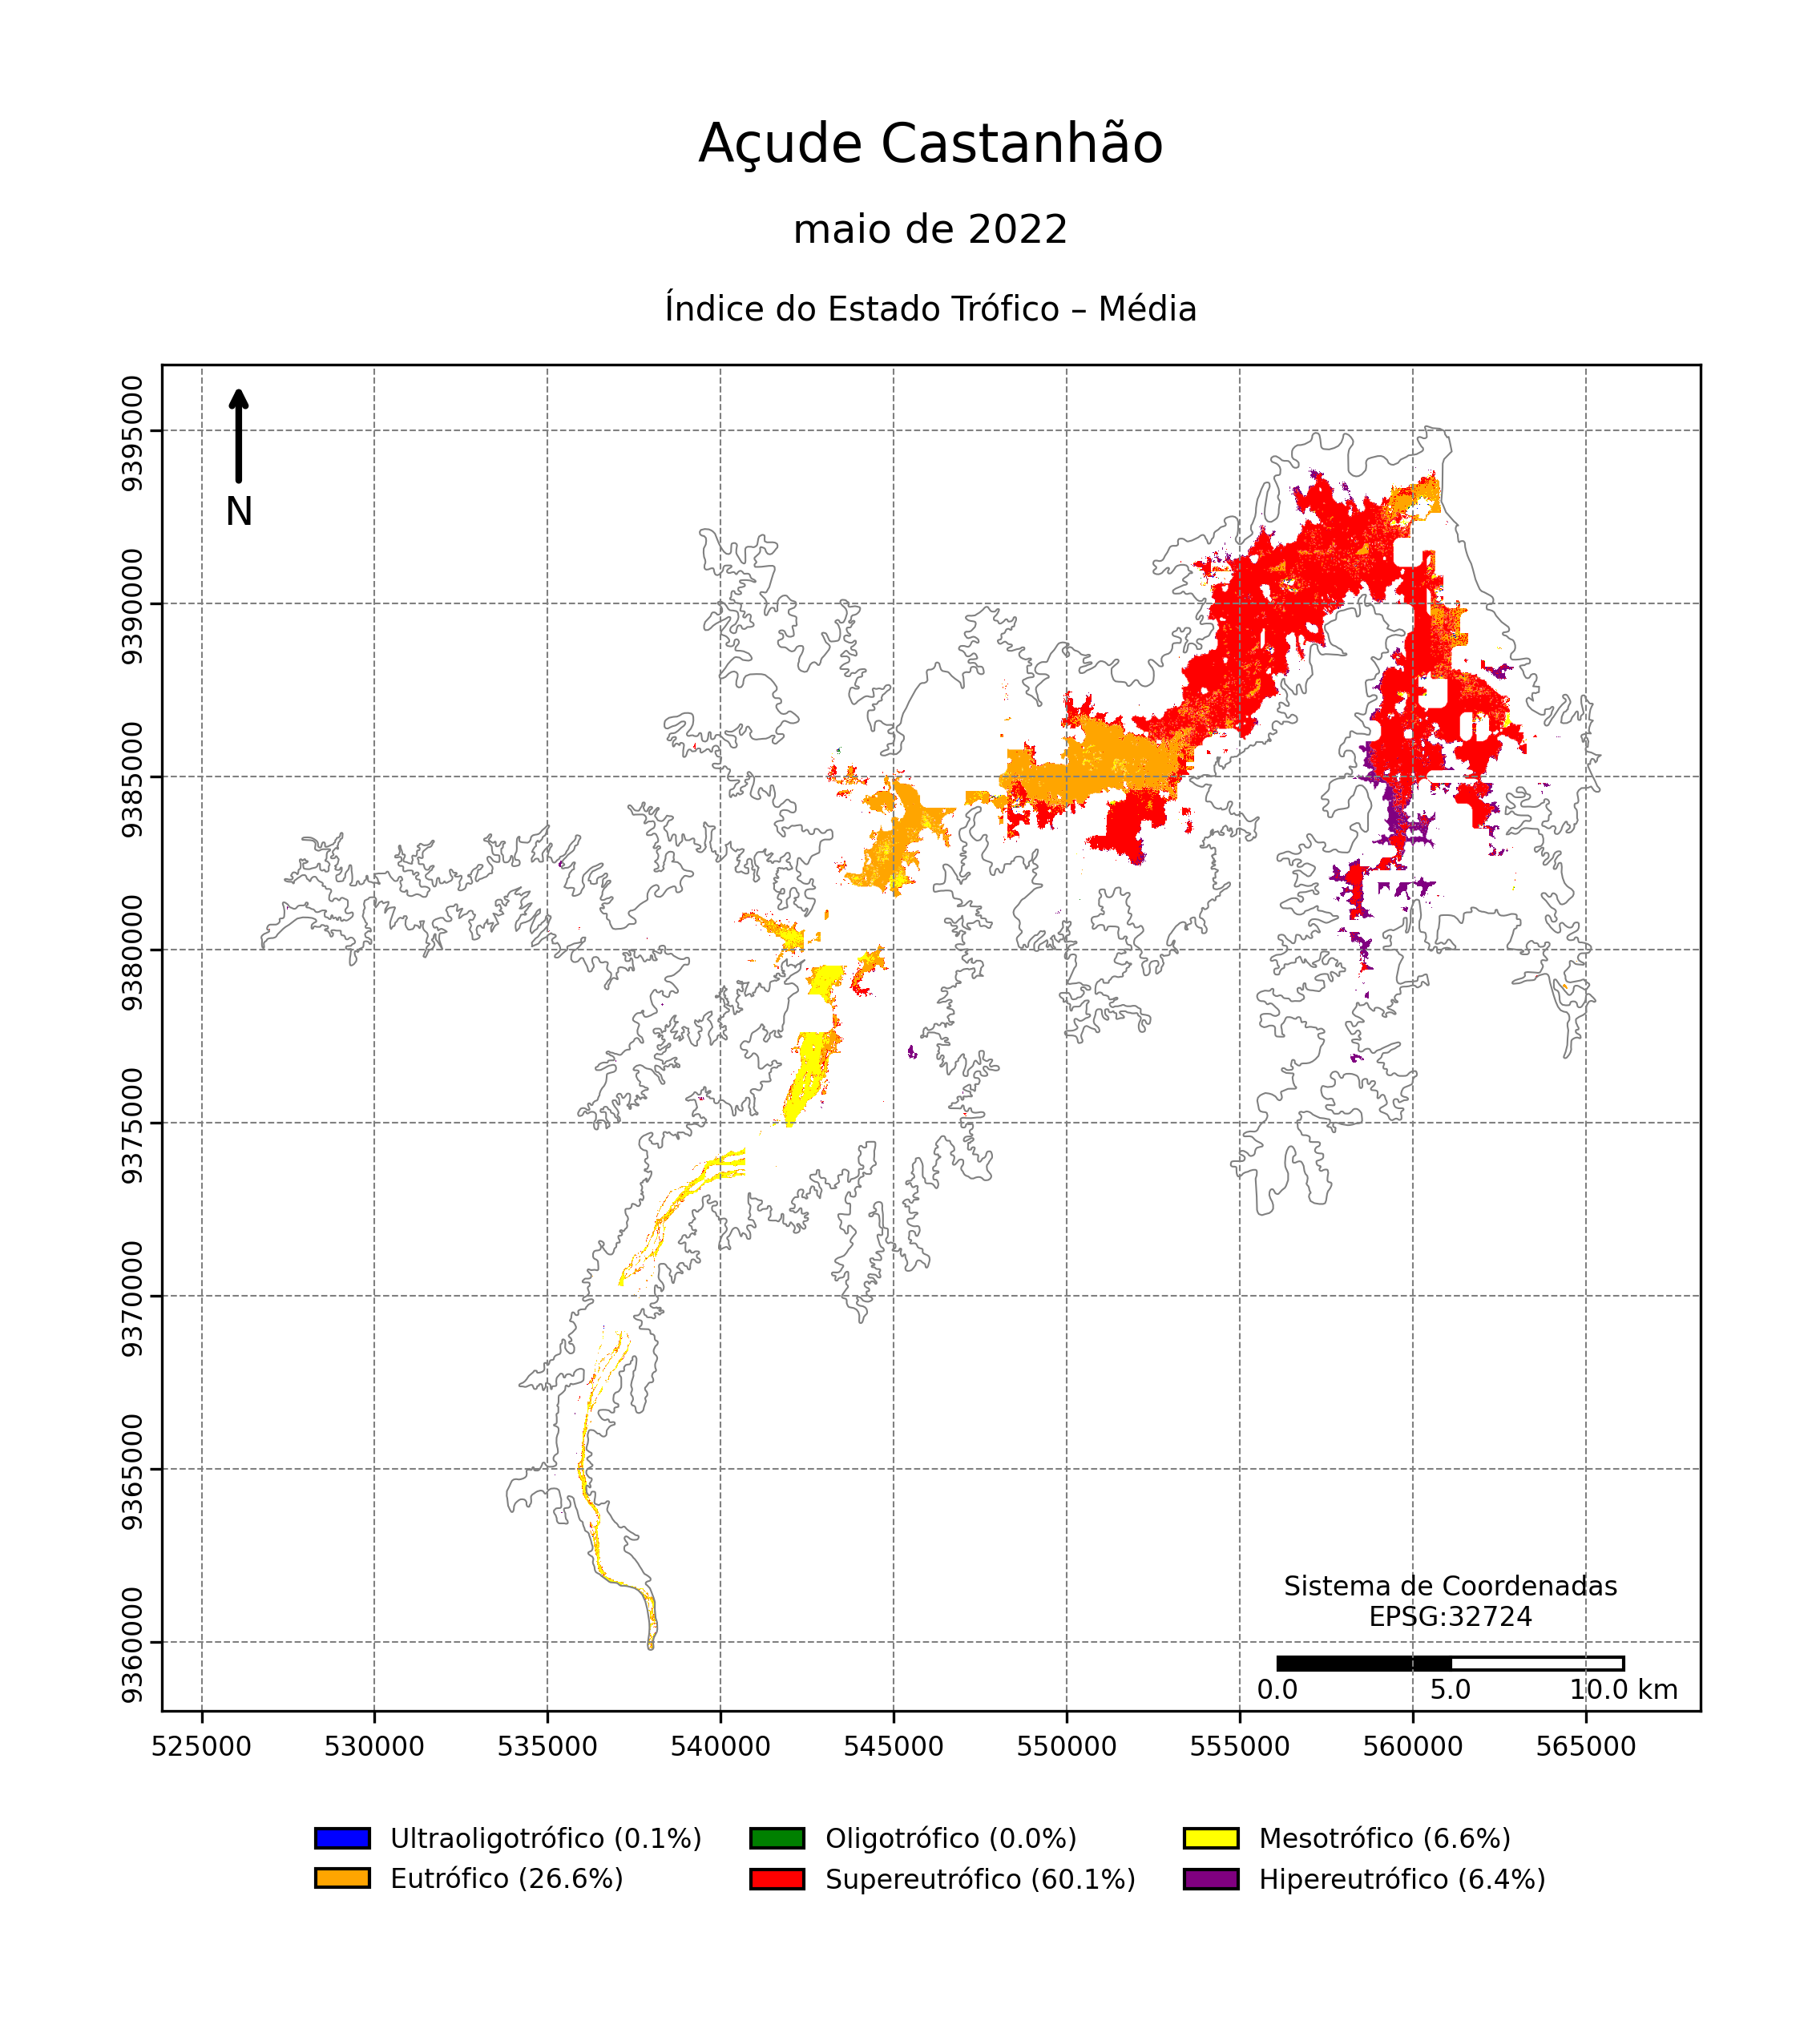 Açude Castanhão
maio de 2022
Índice do Estado Trófico – Média
N
9395000
9390000
9385000
9380000
9375000
9370000
9365000
9360000
Sistema de Coordenadas
EPSG:32724
0.0 5.0 10.0 km
525000 530000 535000 540000 545000 550000 555000 560000 565000
Ultraoligotrófico (0.1%) Oligotrófico (0.0%) Mesotrófico (6.6%)
Eutrófico (26.6%) Supereutrófico (60.1%) Hipereutrófico (6.4%)